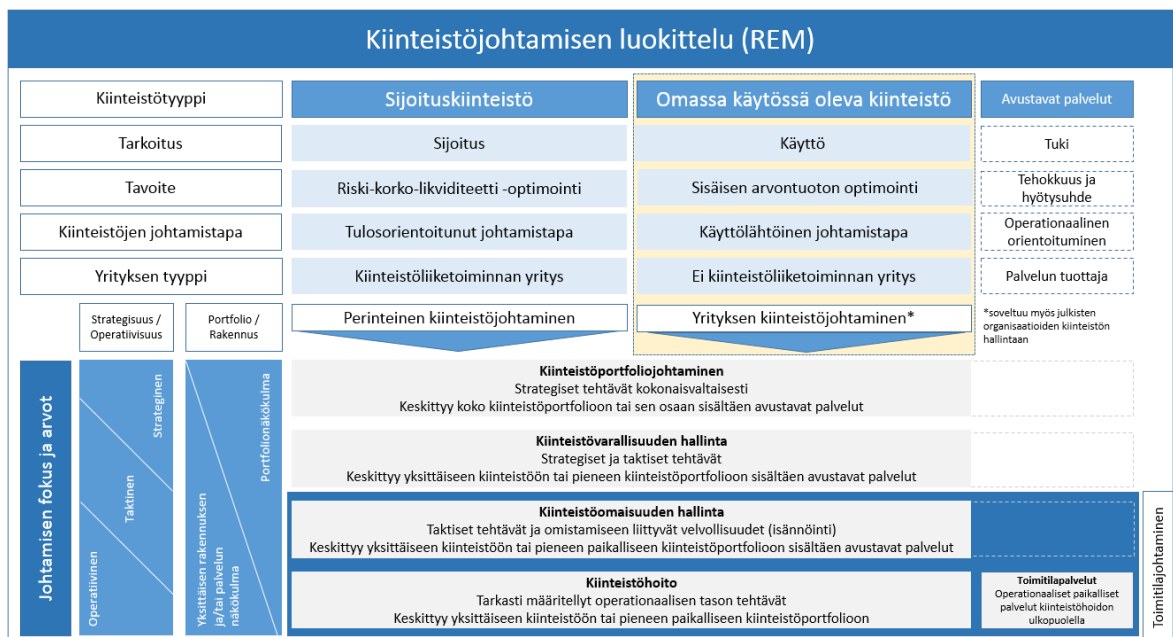 Kiinteistöjohtamisen luokittelu (REM)
Kiinteistötyyppi
Sijoituskiinteistö
Omassa käytössä oleva kiinteistö
Avustavat palvelut
Tarkoitus
Sijoitus
Käyttö
Tuki
Tavoite
Riski-korko-likviditeetti -optimointi
Sisäisen arvontuoton optimointi
Tehokkuus ja
hyötysuhde
Kiinteistöjen johtamistapa
Tulosorientoitunut johtamistapa
Käyttölähtöinen johtamistapa
Operationaalinen
orientoituminen
Yrityksen tyyppi
Kiinteistöliiketoiminnan yritys
Ei kiinteistöliiketoiminnan yritys
Palvelun tuottaja
Strategisuus /
Operatiivisuus
Portfolio /
Rakennus
Perinteinen kiinteistöjohtaminen
Yrityksen kiinteistöjohtaminen*
*soveltuu myös julkisten
organisaatioiden kiinteistön
hallintaan
Johtamisen fokus ja arvot
Strateginen
Taktinen
Operatiivinen
Portfolionäkökulma
Yksittäisen rakennuksen
ja/tai palvelun
näkökulma
Kiinteistöportfoliojohtaminen
Strategiset tehtävät kokonaisvaltaisesti
Keskittyy koko kiinteistöportfolioon tai sen osaan sisältäen avustavat palvelut
Kiinteistövarallisuuden hallinta
Strategiset ja taktiset tehtävät
Keskittyy yksittäiseen kiinteistöön tai pieneen kiinteistöportfolioon sisältäen avustavat palvelut
Kiinteistöomaisuuden hallinta
Taktiset tehtävät ja omistamiseen liittyvät velvollisuudet (isännöinti)
Keskittyy yksittäiseen kiinteistöön tai pieneen paikalliseen kiinteistöportfolioon sisältäen avustavat palvelut
Kiinteistöhoito
Tarkasti määritellyt operationaalisen tason tehtävät
Keskittyy yksittäiseen kiinteistöön tai pieneen paikalliseen kiinteistöportfolioon
Toimitilapalvelut
Operationaaliset paikalliset
palvelut kiinteistöhoidon
ulkopuolella
Toimitilajohtaminen